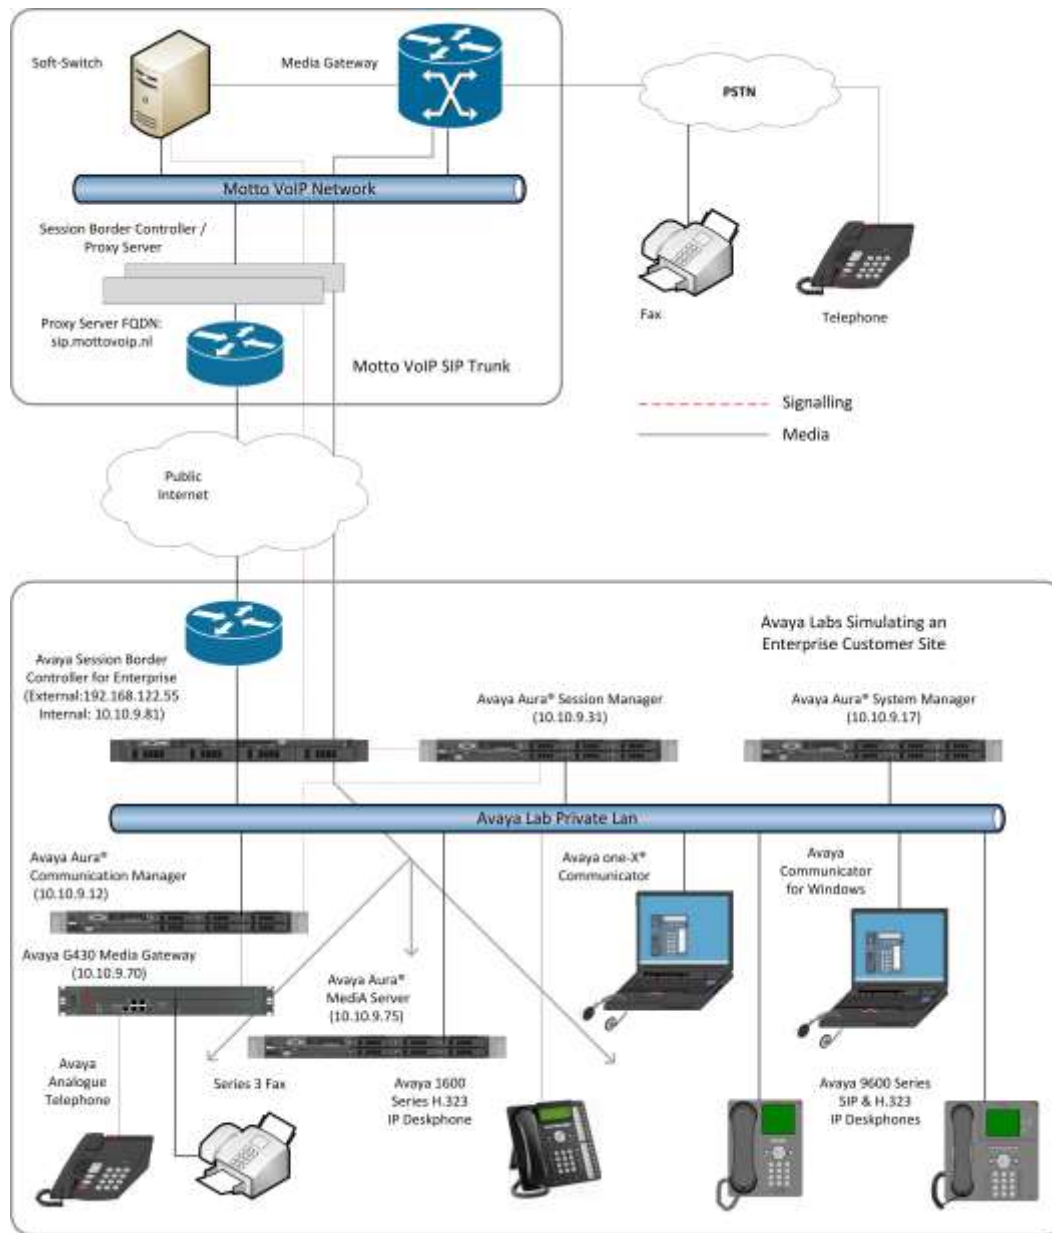 Soft-Switch
Media Gateway
PSTN
Motto VoIP Network
Session Border Controller /
Proxy Server
Proxy Server FQDN:
sip.mottovoip.nl
Motto VoIP SIP Trunk
Fax
Telephone
Signalling
Media
Public
Internet
Avaya Labs Simulating an
Enterprise Customer Site
Avaya Session Border
Controller for Enterprise
(External:192.168.122.55
Internal: 10.10.9.81)
Avaya Aura® Session Manager
(10.10.9.31)
Avaya Aura® System Manager
(10.10.9.17)
Avaya Lab Private Lan
Avaya Aura®
Communication Manager
(10.10.9.12)
Avaya one-X®
Communicator
Avaya
Communicator
for Windows
Avaya G430 Media Gateway
(10.10.9.70)
Avaya Aura®
MediA Server
(10.10.9.75)
Avaya
Analogue
Telephone
Series 3 Fax
Avaya 1600
Series H.323
IP Deskphone
Avaya 9600 Series
SIP & H.323
IP Deskphones